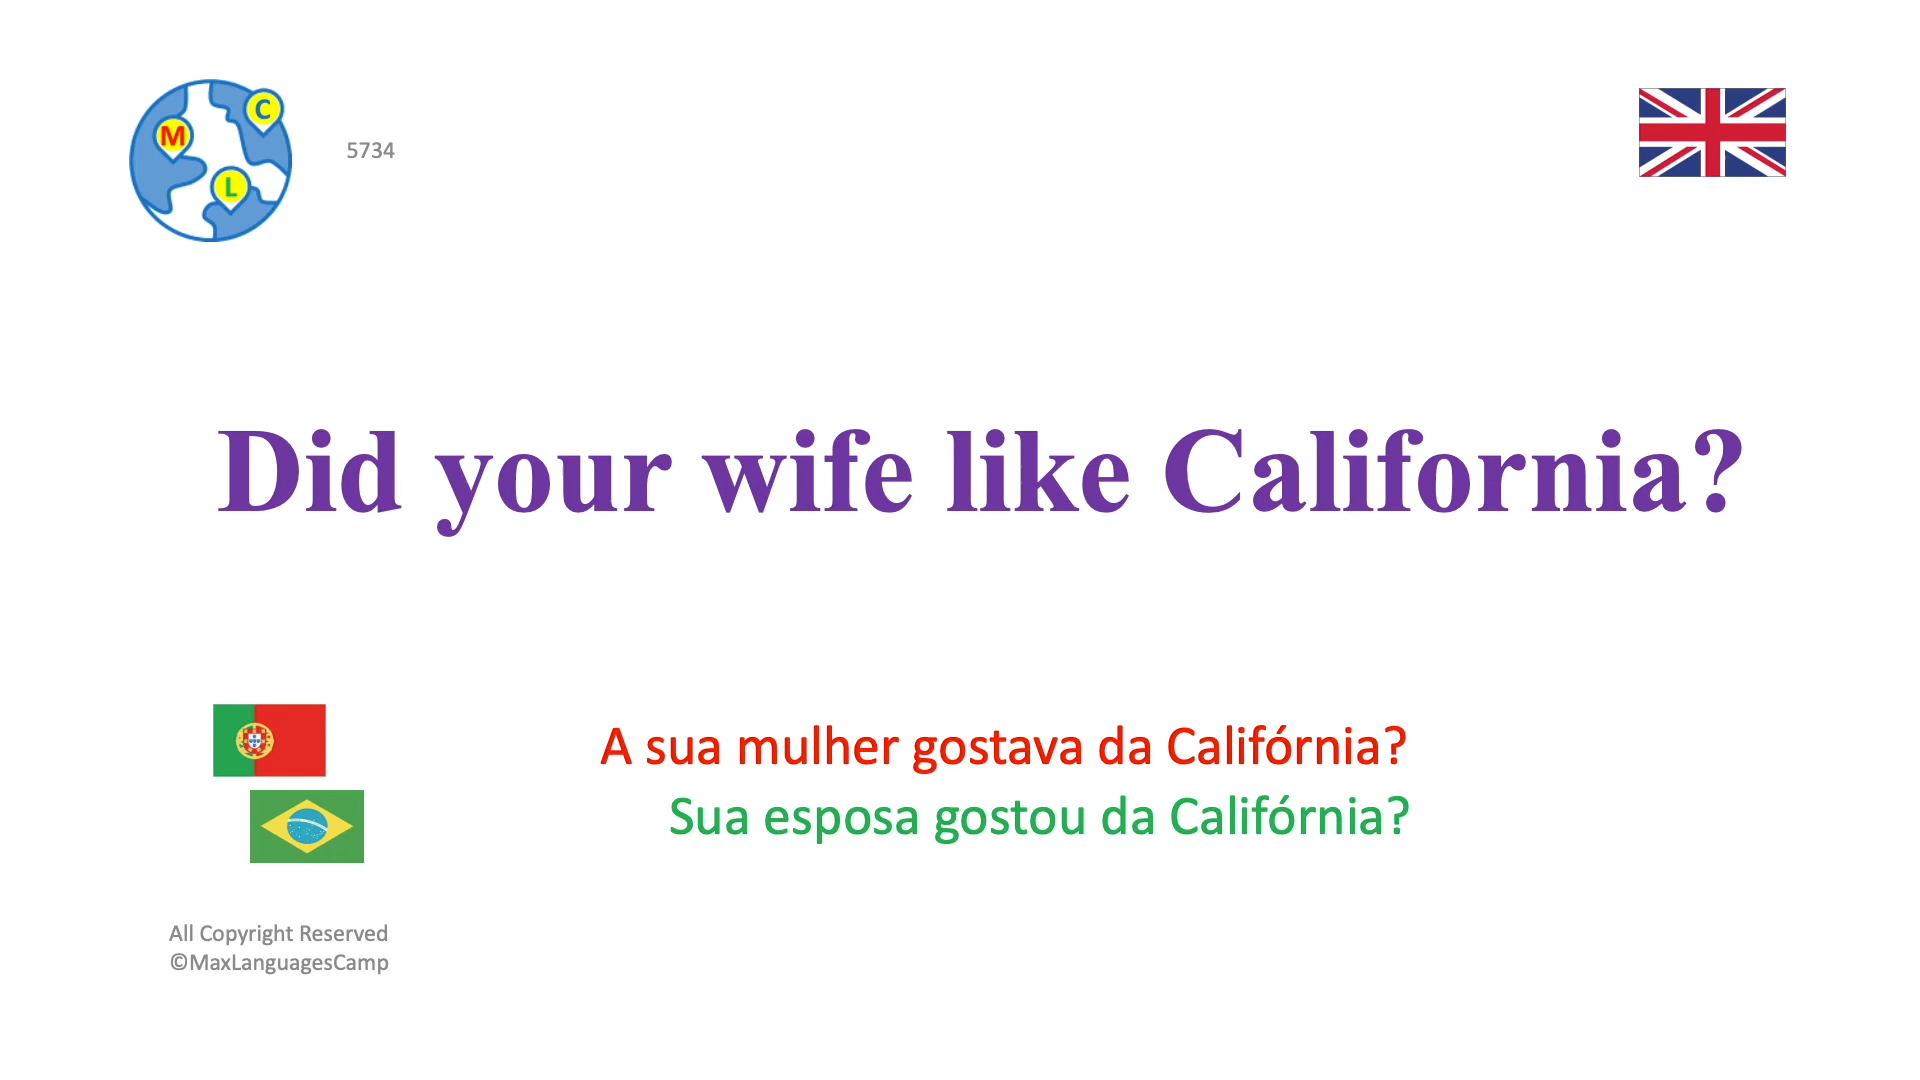 C
M
L
5734
Did your wife like California?
A sua mulher gostava da Califórnia?
Sua esposa gostou da Califórnia?
All Copyright Reserved
©MaxLanguagesCamp